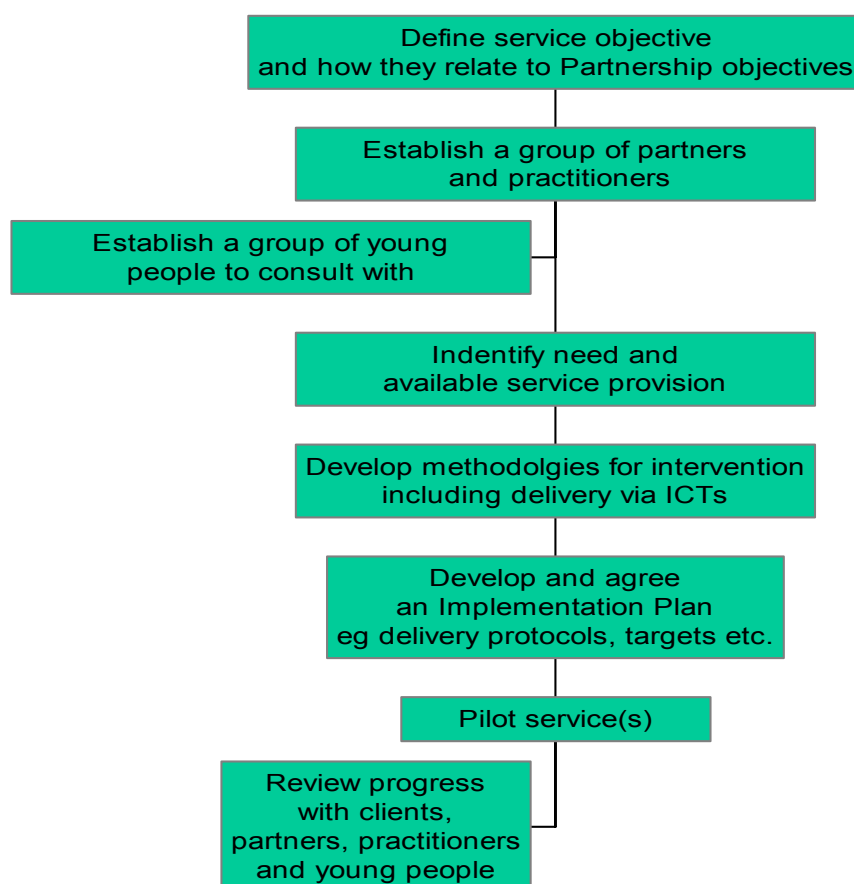 Define service objective
and how they relate to Partnership objectives
Establish a group of partners
and practitioners
Establish a group of young
people to consult with
Indentify need and
available service provision
Develop methodolgies for intervention
including delivery via ICTs
Develop and agree
an Implementation Plan
eg delivery protocols, targets etc.
Pilot service(s)
Review progress
with clients,
partners, practitioners
and young people